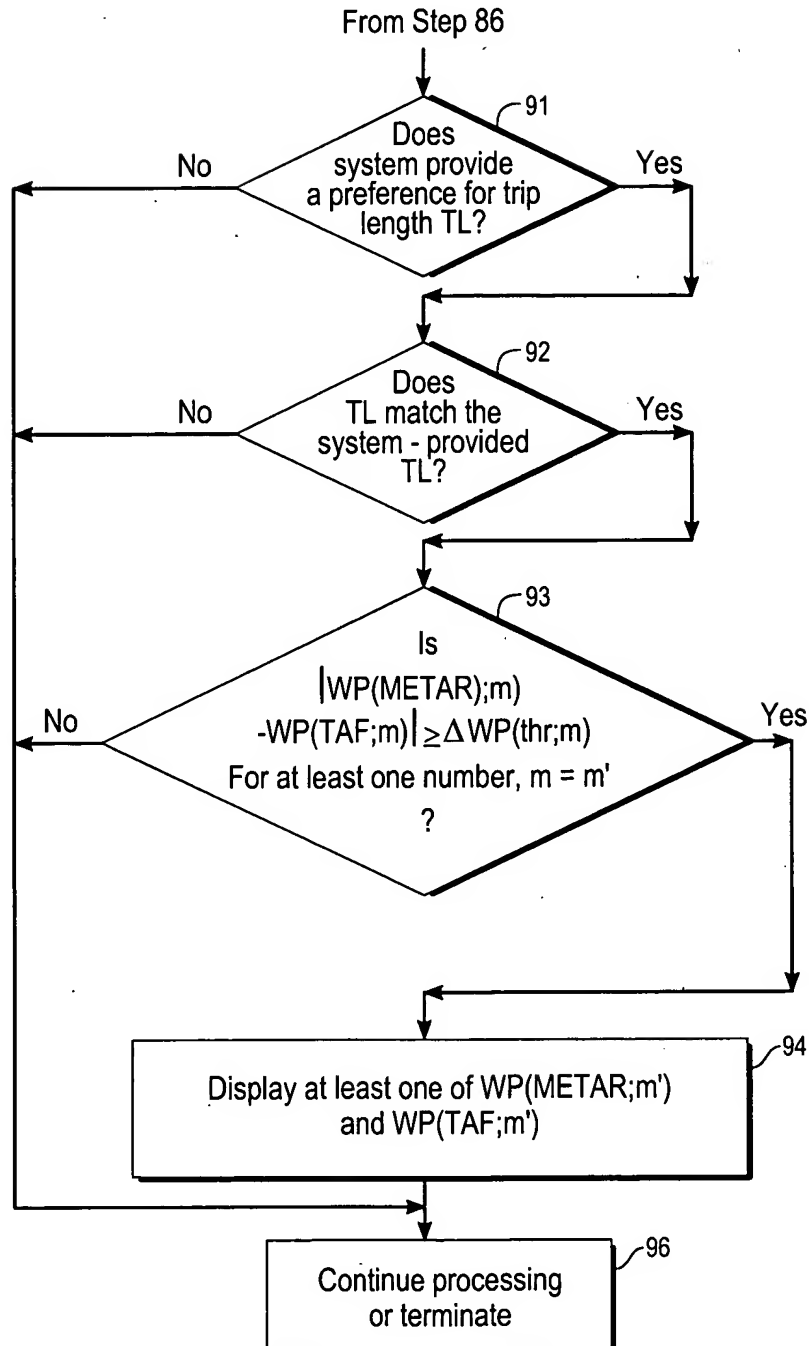 From Step 86
91
Does
system provide
a preference for trip
length TL?
No
Yes
92
Does
TL match the
system - provided
TL?
No
Yes
93
Is
|WP(METAR);m)
-WP(TAF;m)| ≥ΔWP(thr;m)
For at least one number, m = m'
?
No
Yes
94
Display at least one of WP(METAR;m')
and WP(TAF;m')
96
Continue processing
or terminate